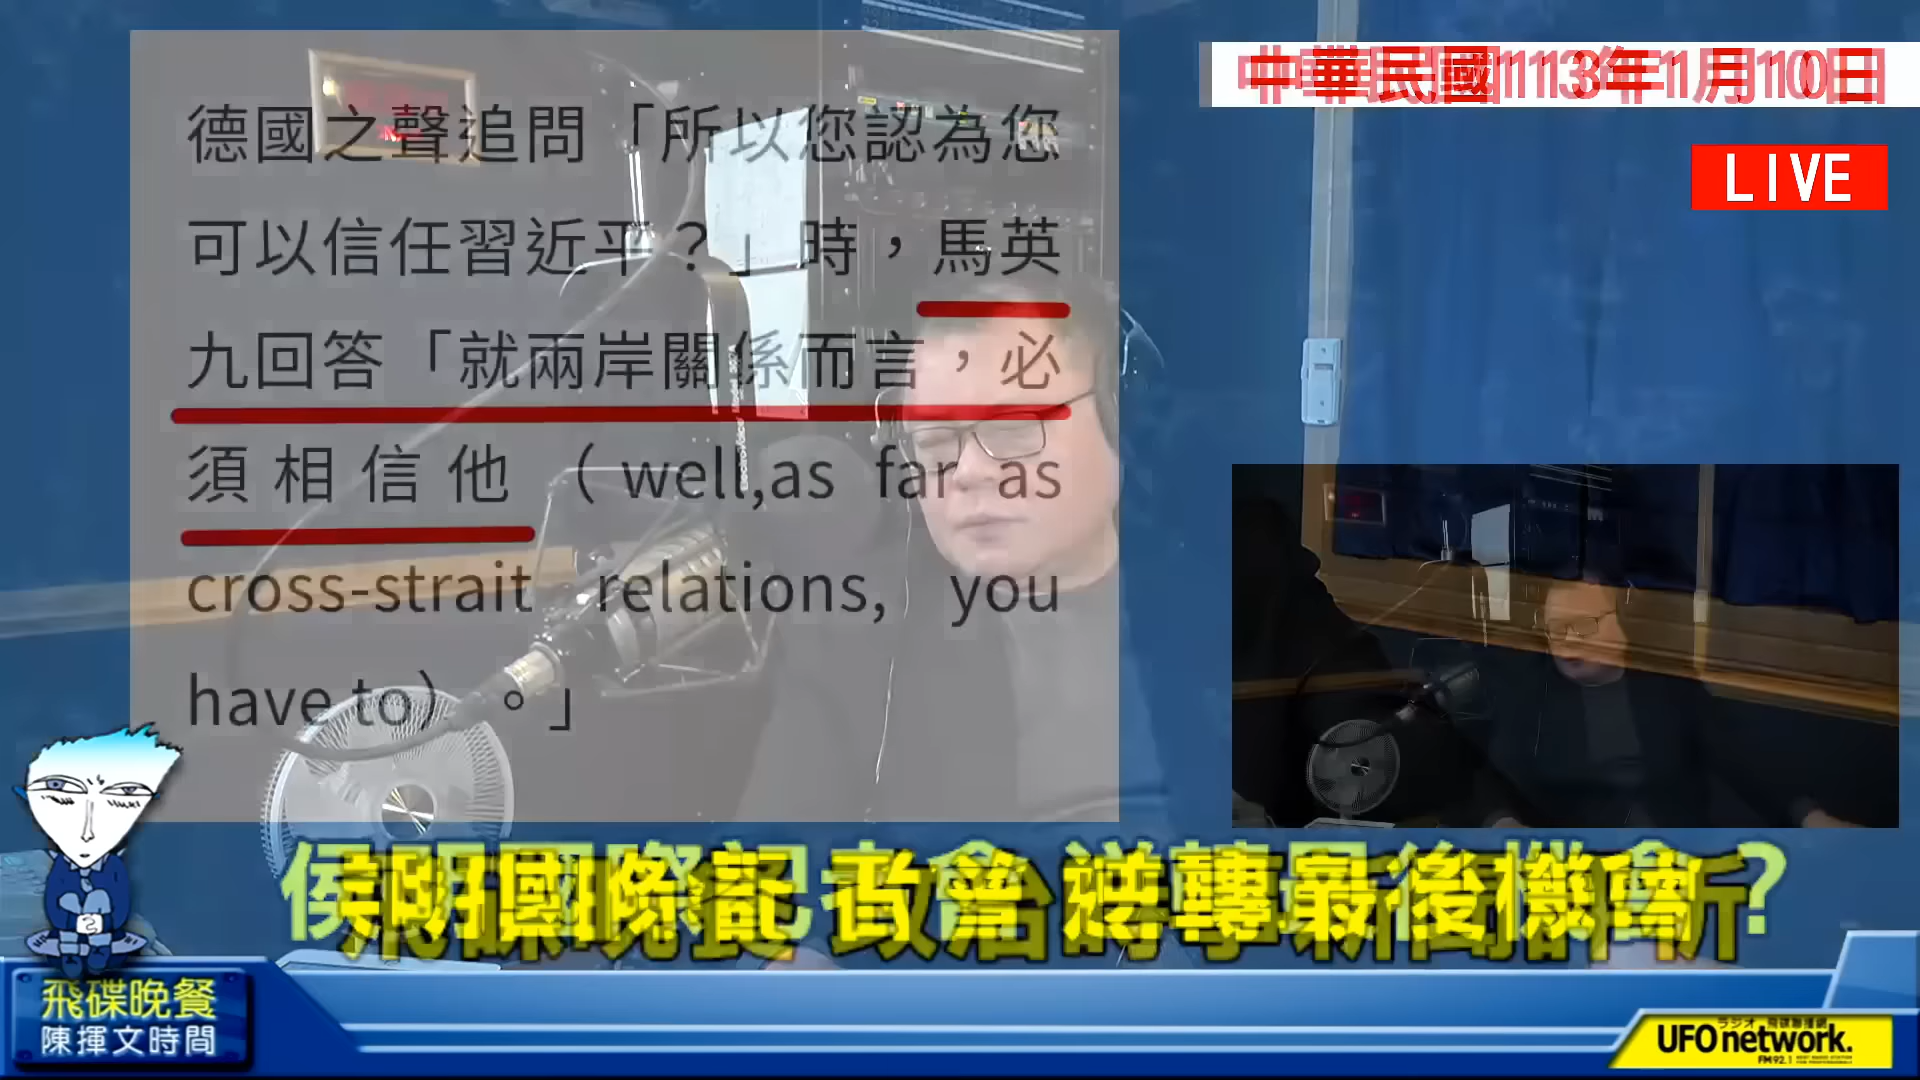 德國之聲追問「所以您認為您
可以信任習近平？」時，馬英
九回答「就兩岸關係而言，必
須相信他（well,as far as
cross-strait relations, you
have to）。」
中華民國113年1月10日
LIVE
飛碟晚餐
陳揮文時間
UFO network.
FM92.1